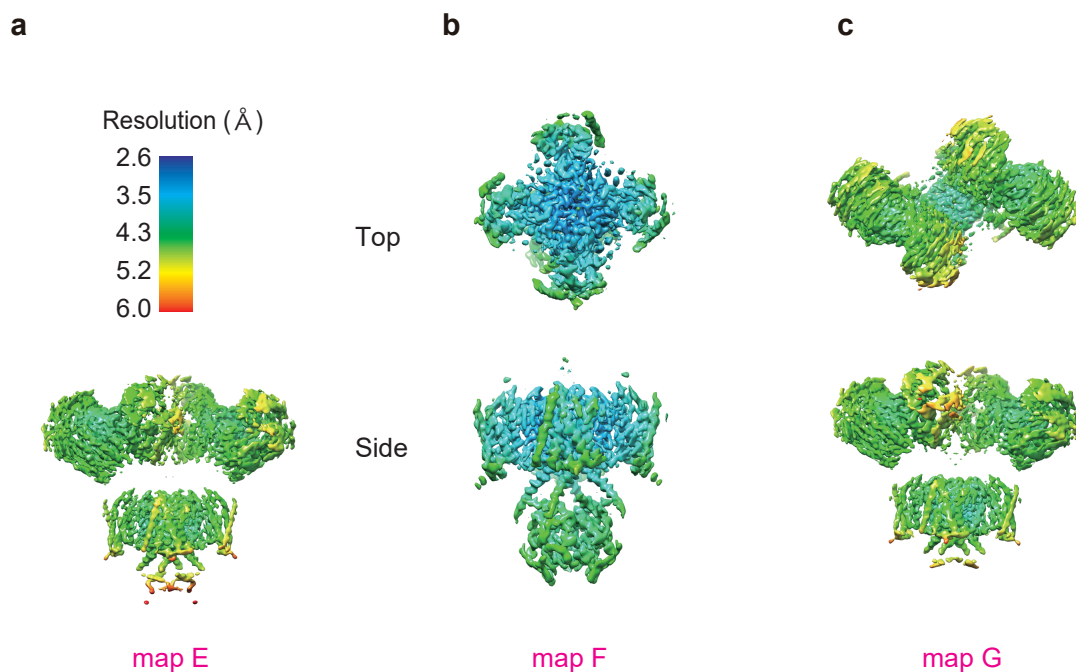 a
b
c
Resolution (Å)
2.6
3.5
4.3
5.2
6.0
Top
Side
map E
map F
map G